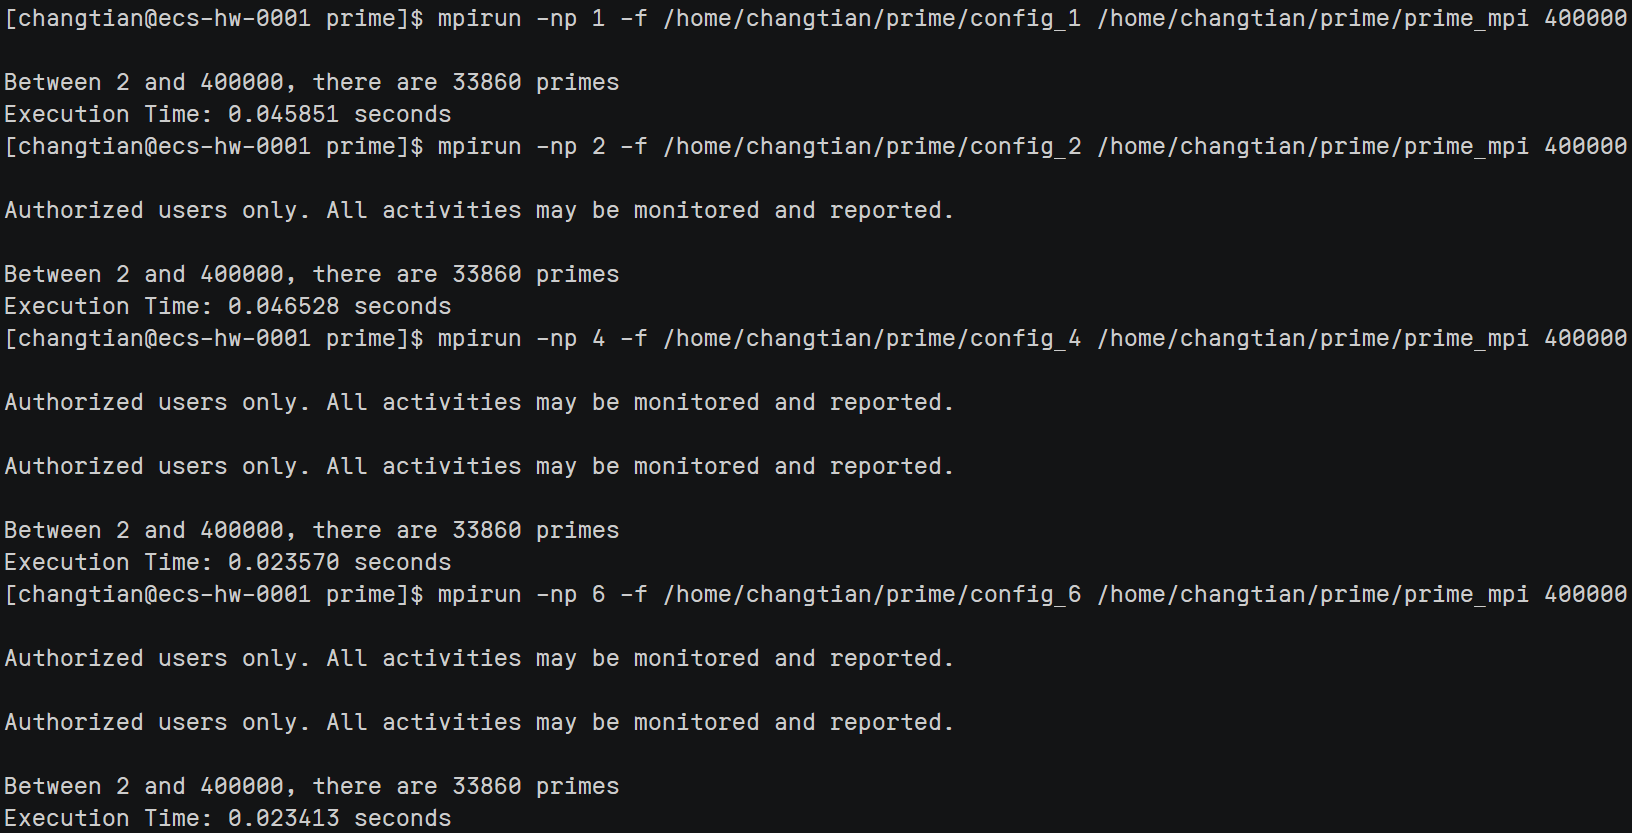 [changtian@ecs-hw-0001 prime]$ mpirun -np 1 -f /home/changtian/prime/config_1 /home/changtian/prime/prime_mpi 400000
Between 2 and 400000, there are 33860 primes
Execution Time: 0.045851 seconds
[changtian@ecs-hw-0001 prime]$ mpirun -np 2 -f /home/changtian/prime/config_2 /home/changtian/prime/prime_mpi 400000
Authorized users only. All activities may be monitored and reported.
Between 2 and 400000, there are 33860 primes
Execution Time: 0.046528 seconds
[changtian@ecs-hw-0001 prime]$ mpirun -np 4 -f /home/changtian/prime/config_4 /home/changtian/prime/prime_mpi 400000
Authorized users only. All activities may be monitored and reported.
Authorized users only. All activities may be monitored and reported.
Between 2 and 400000, there are 33860 primes
Execution Time: 0.023570 seconds
[changtian@ecs-hw-0001 prime]$ mpirun -np 6 -f /home/changtian/prime/config_6 /home/changtian/prime/prime_mpi 400000
Authorized users only. All activities may be monitored and reported.
Authorized users only. All activities may be monitored and reported.
Between 2 and 400000, there are 33860 primes
Execution Time: 0.023413 seconds